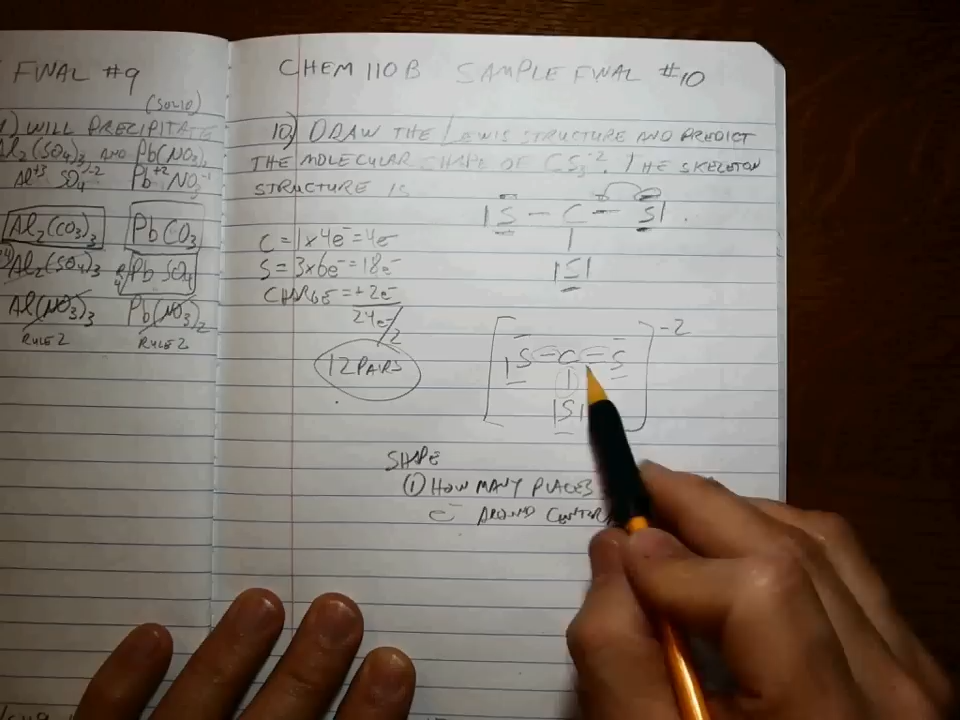 FINAL #9
(SOLID)
) WILL PRECIPITATE
Al2(SO4)3 AND Pb(NO3)2
Al+3 SO4-2 Pb+2 NO3-1
Al2(CO3)3 PbCO3
Al2(SO4)3 PbSO4
Al(NO3)3 Pb(NO3)2
RULE 2 RULE 2
CHEM 110B SAMPLE FINAL #10
10) DRAW THE LEWIS STRUCTURE AND PREDICT
THE MOLECULAR SHAPE OF CS3-2. THE SKELETON
STRUCTURE IS
|S - C - S| .
|
|S|
C = 1 x 4e- = 4e-
S = 3x6e- = 18e-
CHARGE = +2e-
24e-/2
12 PAIRS
[|S - C = S]-2
|
|S|
SHAPE
① HOW MANY PLACES
e- AROUND CENTER